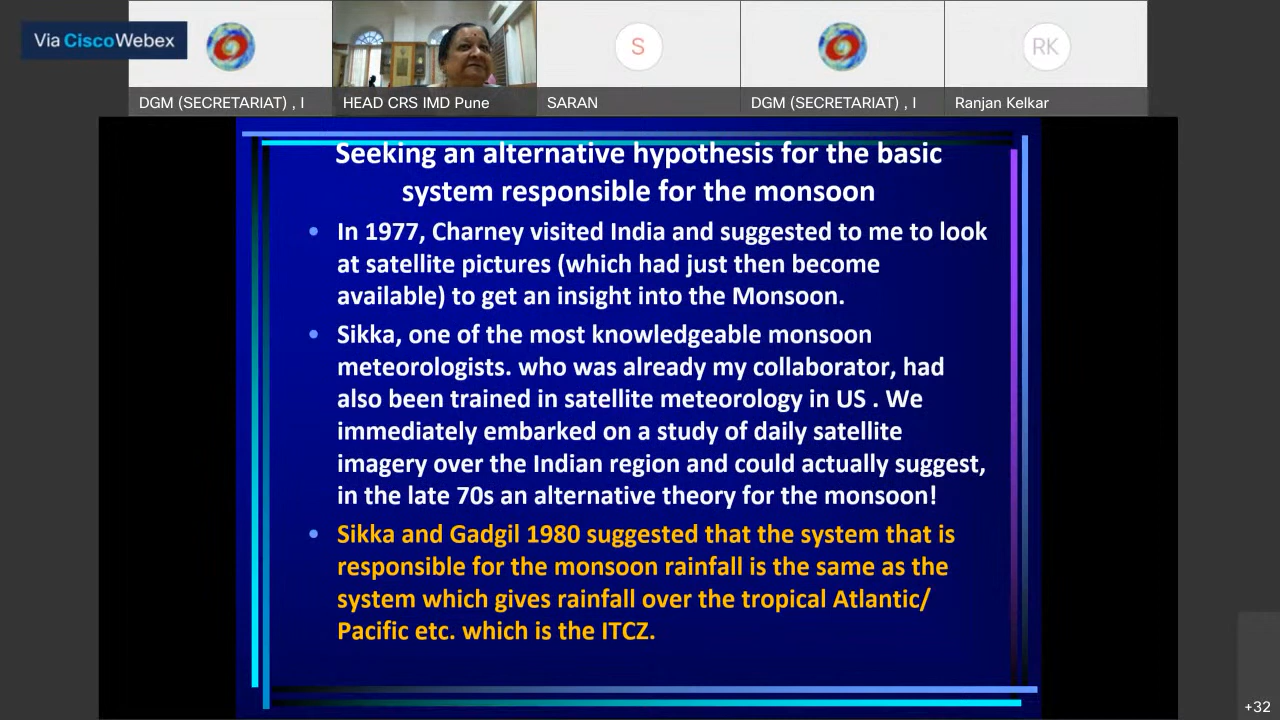 Via CiscoWebex
S
RK
DGM (SECRETARIAT) , I
HEAD CRS IMD Pune
SARAN
DGM (SECRETARIAT) , I
Ranjan Kelkar
Seeking an alternative hypothesis for the basic
system responsible for the monsoon
• In 1977, Charney visited India and suggested to me to look
at satellite pictures (which had just then become
available) to get an insight into the Monsoon.
• Sikka, one of the most knowledgeable monsoon
meteorologists. who was already my collaborator, had
also been trained in satellite meteorology in US . We
immediately embarked on a study of daily satellite
imagery over the Indian region and could actually suggest,
in the late 70s an alternative theory for the monsoon!
• Sikka and Gadgil 1980 suggested that the system that is
responsible for the monsoon rainfall is the same as the
system which gives rainfall over the tropical Atlantic/
Pacific etc. which is the ITCZ.
+32